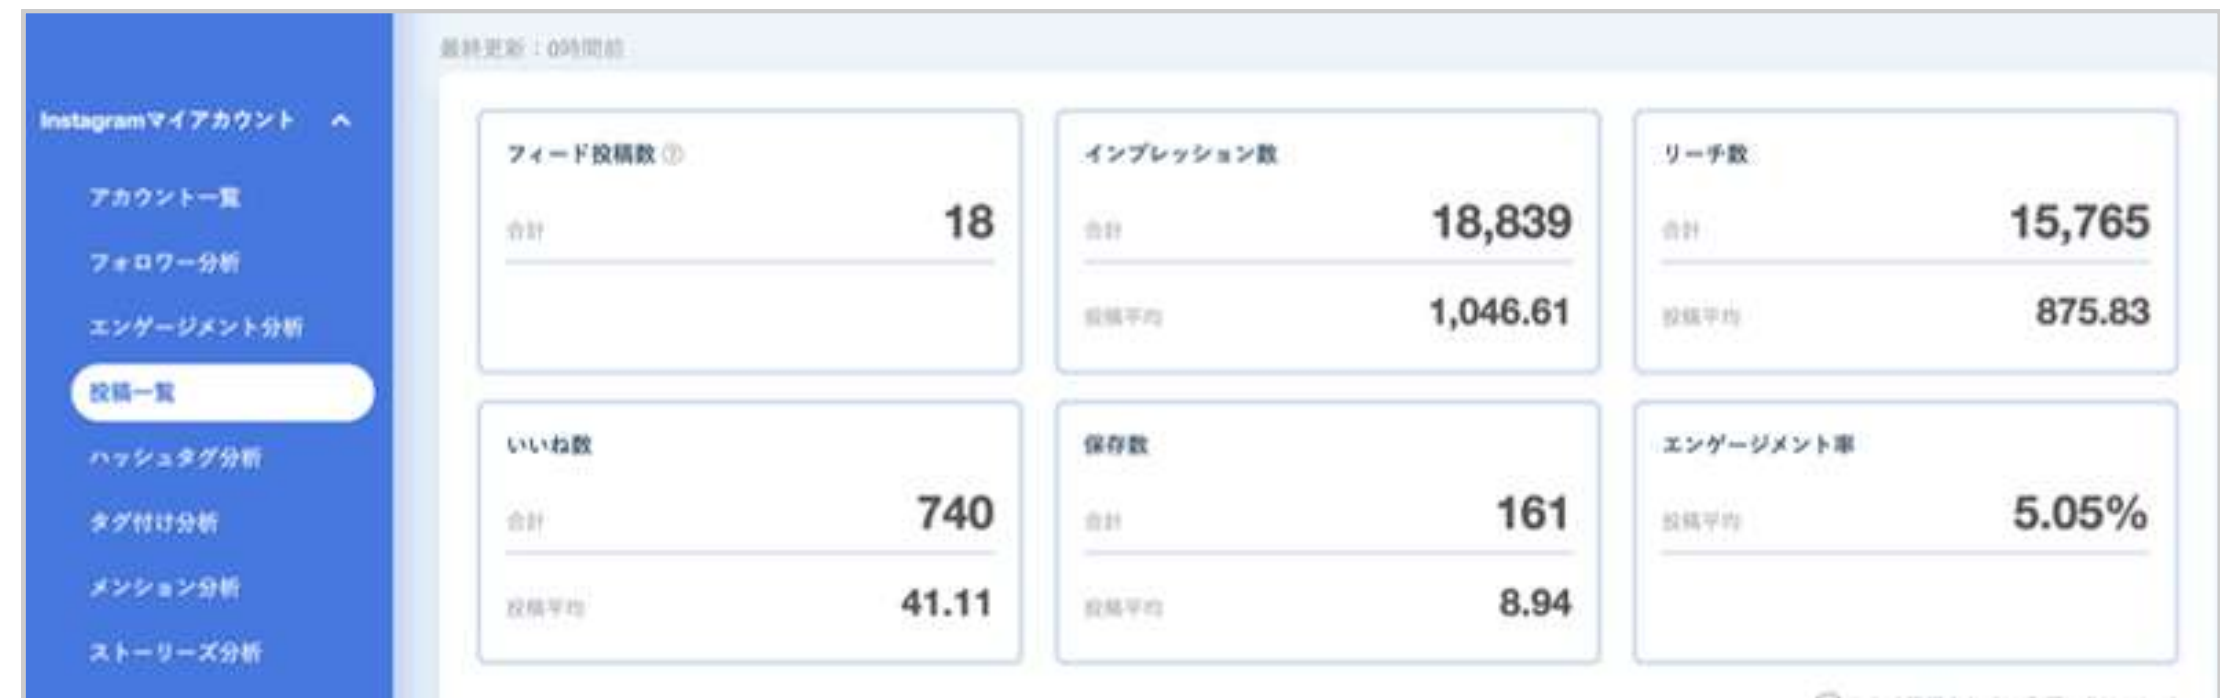 最終更新：0時間前
Instagramマイアカウント
アカウント一覧
フォロワー分析
エンゲージメント分析
投稿一覧
ハッシュタグ分析
タグ付け分析
メンション分析
ストーリーズ分析
フィード投稿数 ?
合計 18
インプレッション数
合計 18,839
投稿平均 1,046.61
リーチ数
合計 15,765
投稿平均 875.83
いいね数
合計 740
投稿平均 41.11
保存数
合計 161
投稿平均 8.94
エンゲージメント率
投稿平均 5.05%